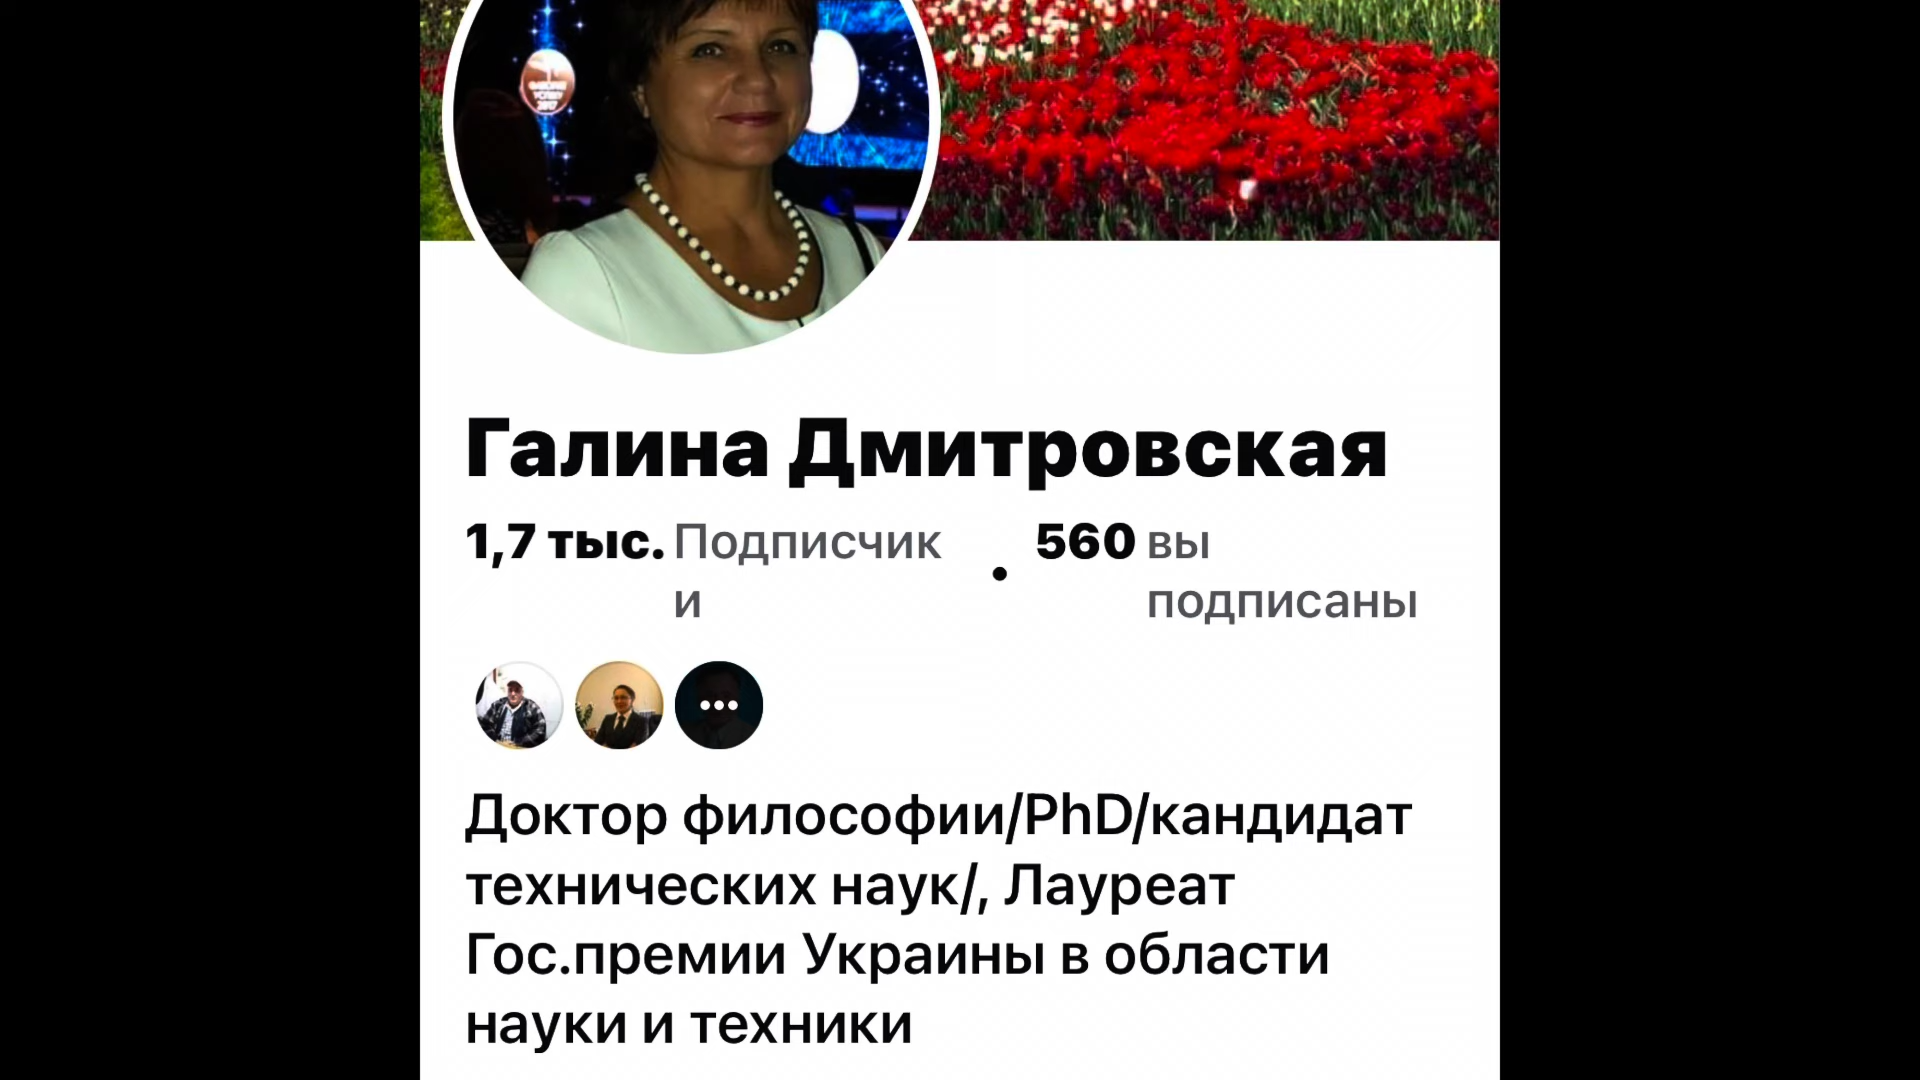 Галина Дмитровская
1,7 тыс. Подписчик • 560 вы
и подписаны
Доктор философии/PhD/кандидат
технических наук/, Лауреат
Гос.премии Украины в области
науки и техники